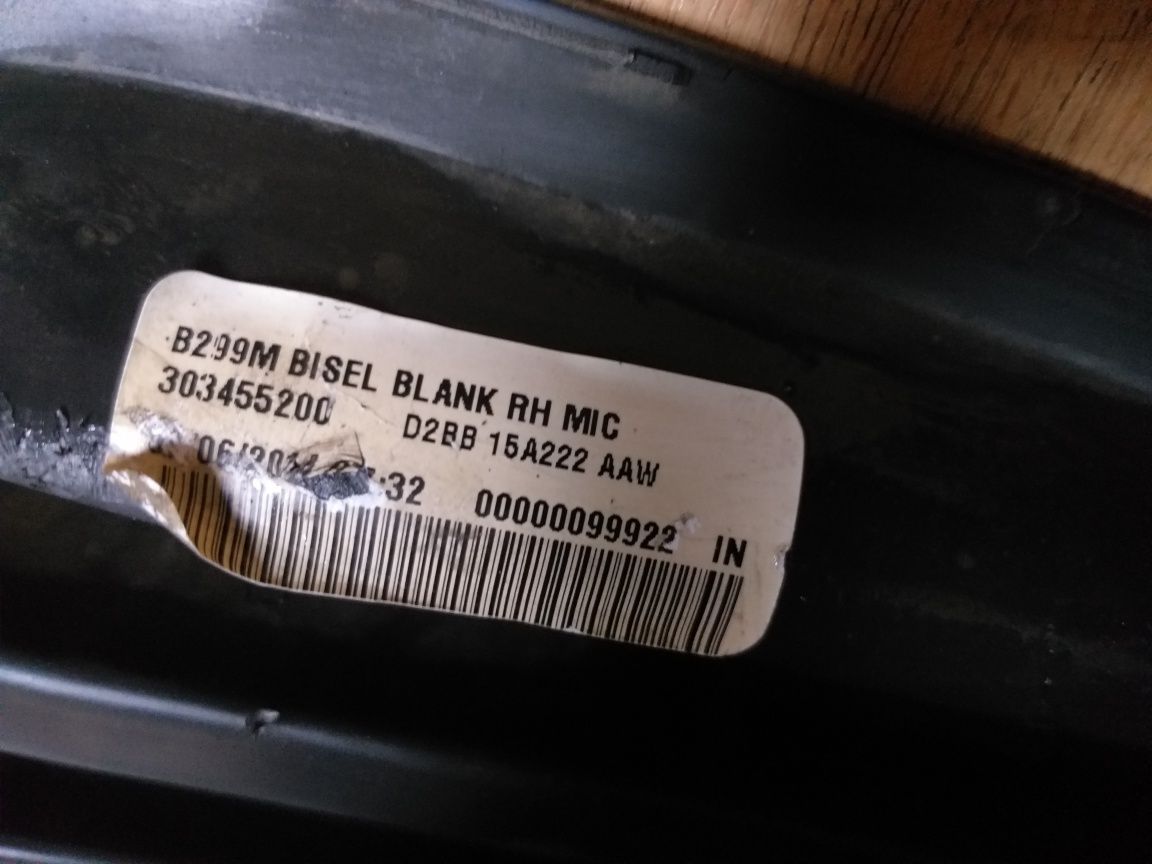 B299M BISEL BLANK RH MIC
303455200 D2BB 15A222 AAW
00000099922 IN